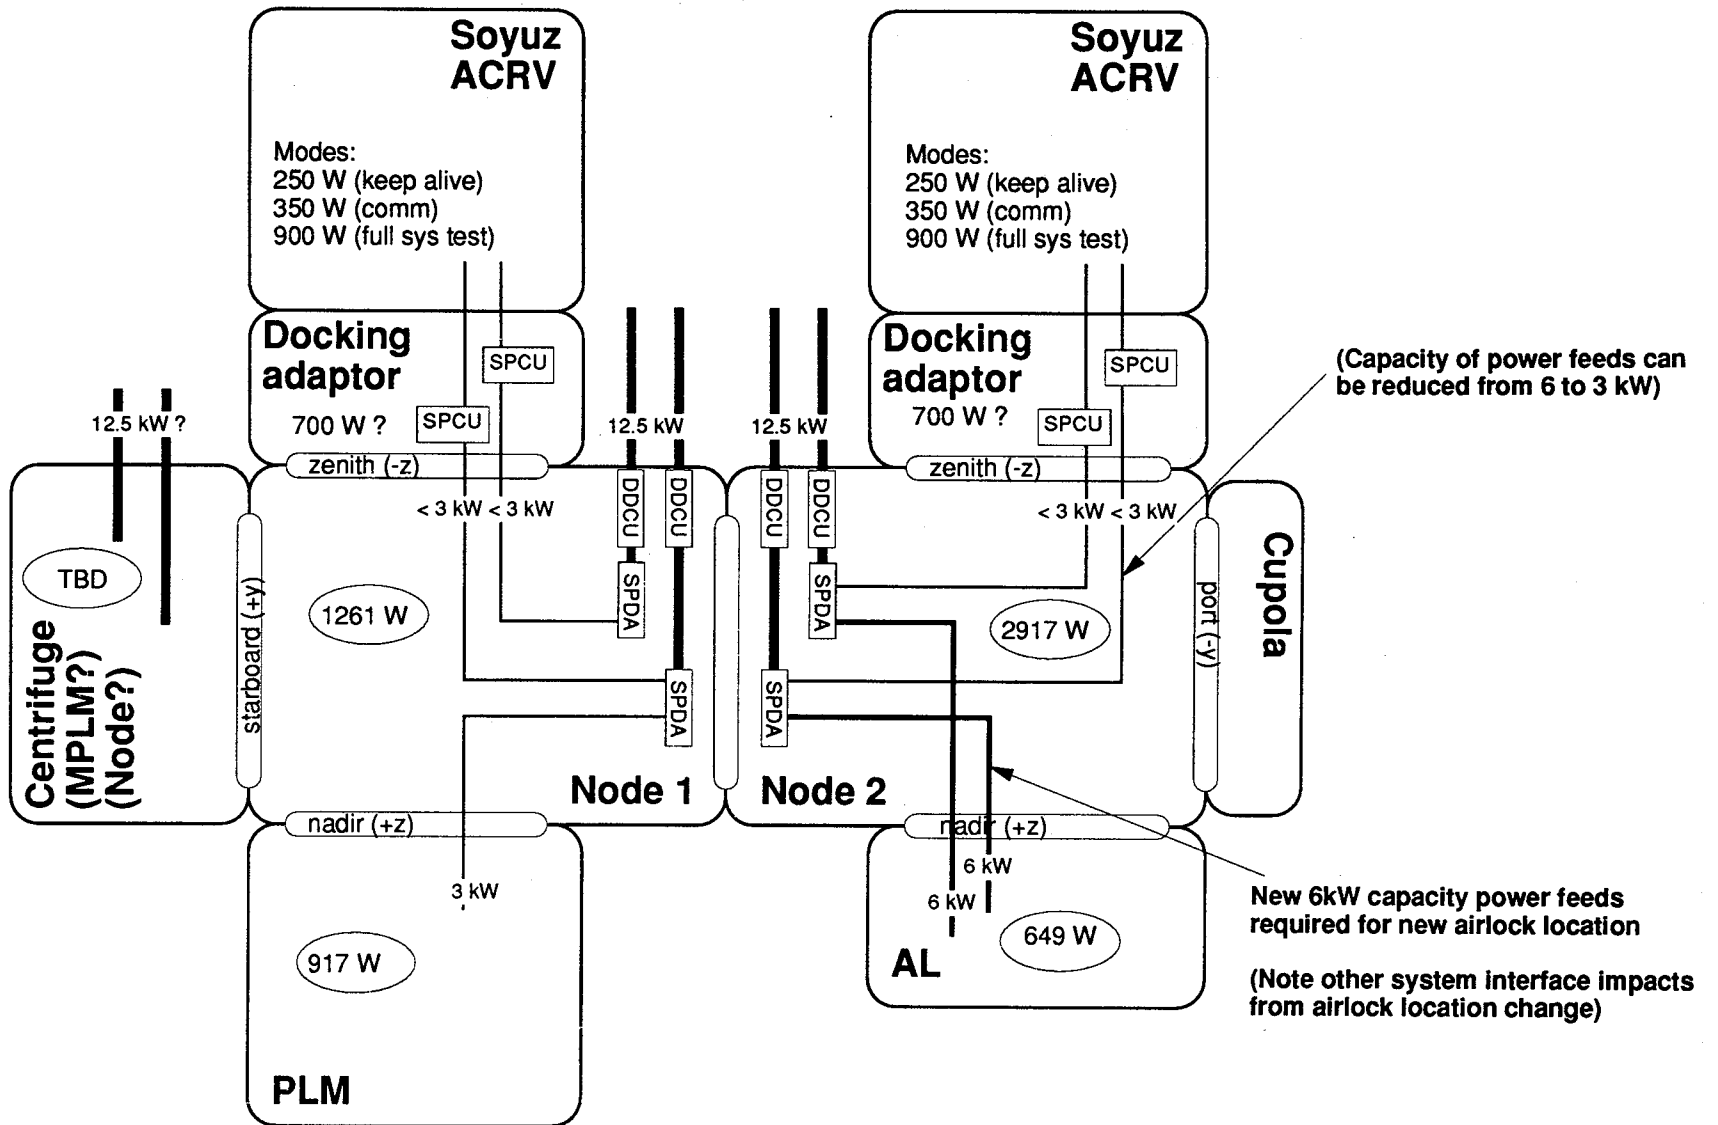 Soyuz
ACRV
Modes:
250 W (keep alive)
350 W (comm)
900 W (full sys test)
Docking
adaptor
SPCU
700 W ?
SPCU
zenith (-z)
Soyuz
ACRV
Modes:
250 W (keep alive)
350 W (comm)
900 W (full sys test)
Docking
adaptor
SPCU
700 W ?
SPCU
zenith (-z)
(Capacity of power feeds can
be reduced from 6 to 3 kW)
12.5 kW ?
12.5 kW
12.5 kW
< 3 kW < 3 kW
DDCU
DDCU
DDCU
DDCU
< 3 kW < 3 kW
TBD
Centrifuge
(MPLM?)
(Node?)
starboard (+y)
1261 W
SPDA
SPDA
SPDA
SPDA
2917 W
port (-y)
Cupola
Node 1
Node 2
nadir (+z)
nadir (+z)
3 kW
917 W
PLM
6 kW
6 kW
649 W
AL
New 6kW capacity power feeds
required for new airlock location
(Note other system interface impacts
from airlock location change)